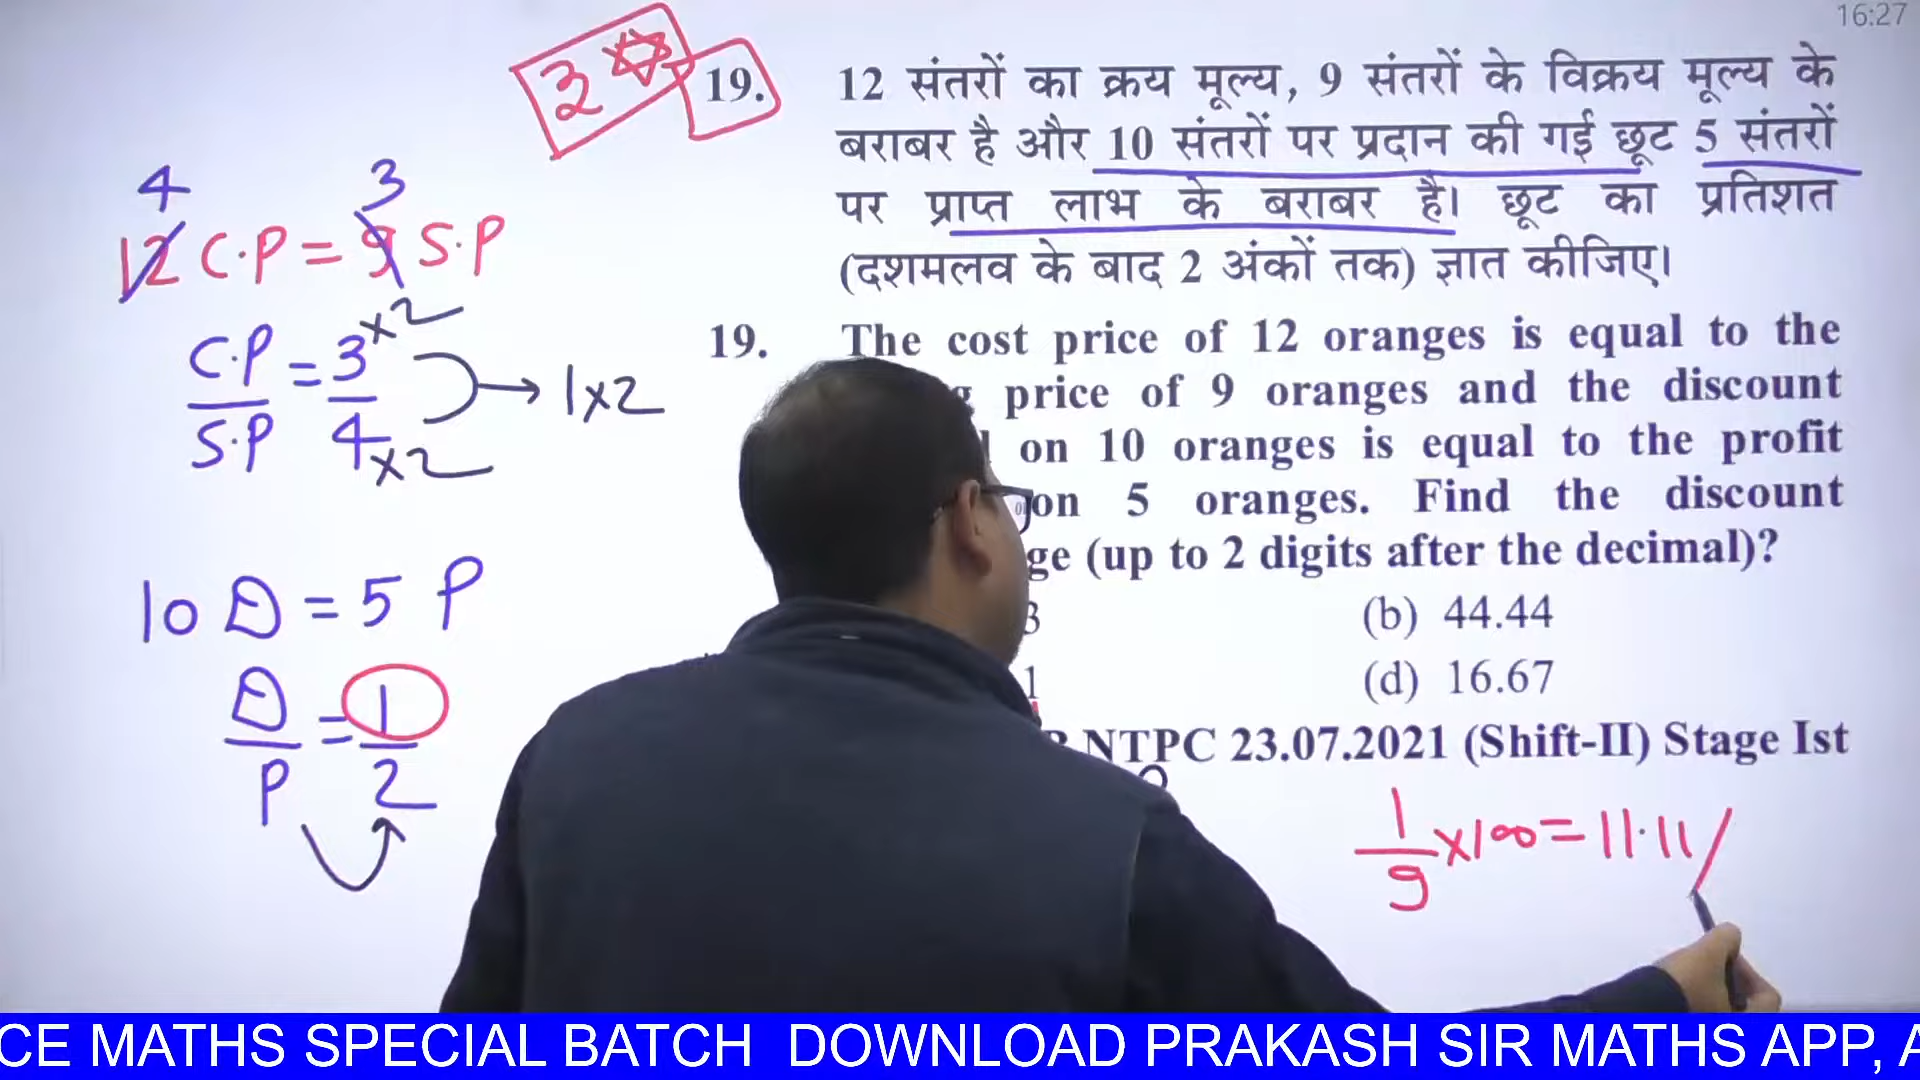 16:27
3
19. 12 संतरों का क्रय मूल्य, 9 संतरों के विक्रय मूल्य के
बराबर है और 10 संतरों पर प्रदान की गई छूट 5 संतरों
पर प्राप्त लाभ के बराबर है। छूट का प्रतिशत
(दशमलव के बाद 2 अंकों तक) ज्ञात कीजिए।
19. The cost price of 12 oranges is equal to the
price of 9 oranges and the discount
on 10 oranges is equal to the profit
on 5 oranges. Find the discount
(up to 2 digits after the decimal)?
(b) 44.44
(d) 16.67
NTPC 23.07.2021 (Shift-II) Stage Ist
4 3
12 C.P = 9 S.P
C.P/S.P = 3×2/4×2 → 1×2
10 D = 5 P
D/P = 1/2
1/9 ×100 = 11.11
CE MATHS SPECIAL BATCH DOWNLOAD PRAKASH SIR MATHS APP, A